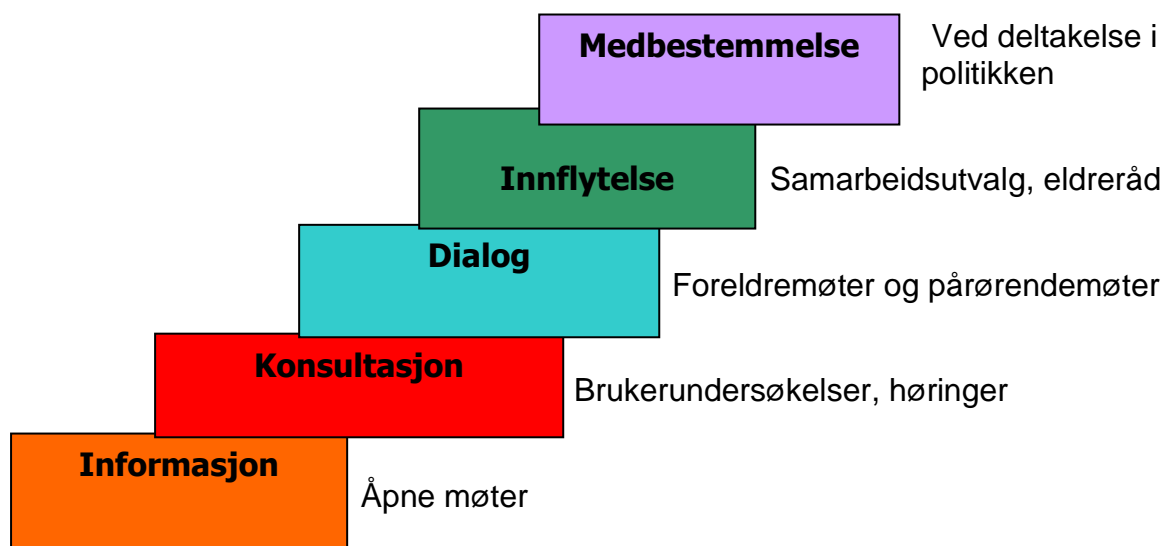 Medbestemmelse
Ved deltakelse i
politikken
Innflytelse
Samarbeidsutvalg, eldreråd
Dialog
Foreldremøter og pårørendemøter
Konsultasjon
Brukerundersøkelser, høringer
Informasjon
Åpne møter